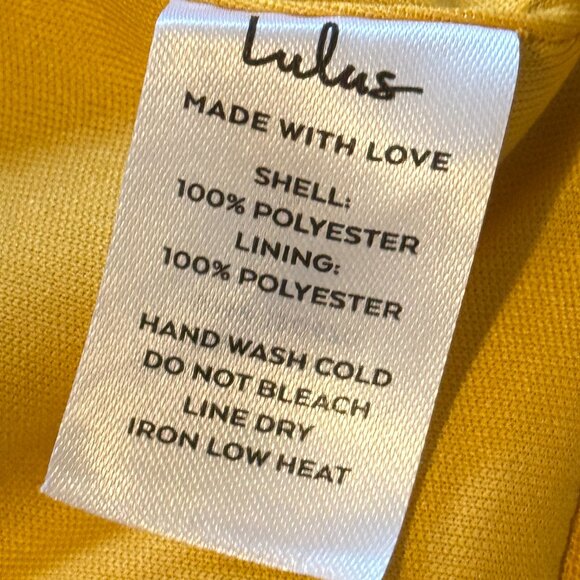 Lulus
MADE WITH LOVE
SHELL:
100% POLYESTER
LINING:
100% POLYESTER
HAND WASH COLD
DO NOT BLEACH
LINE DRY
IRON LOW HEAT